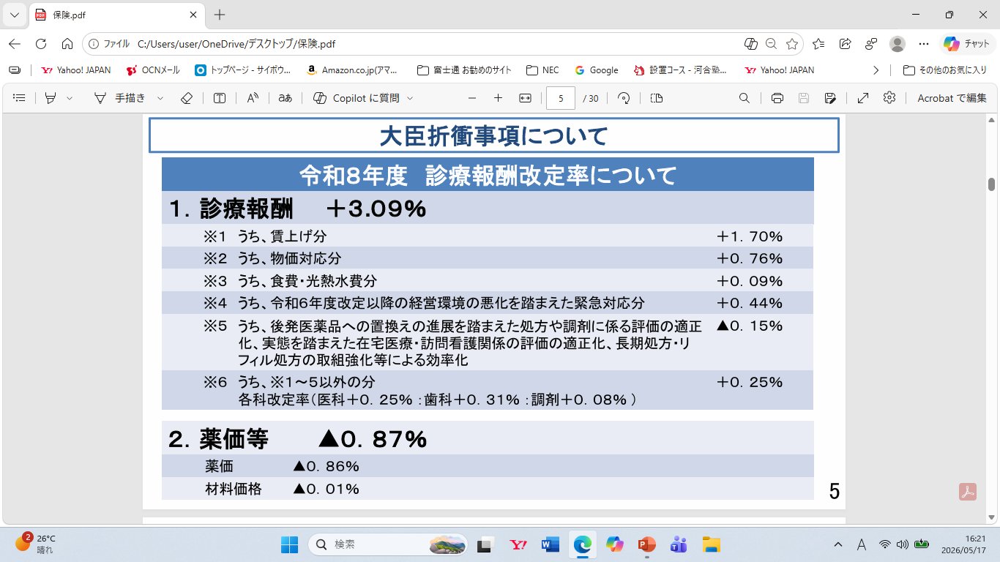 保険.pdf
ファイル C:/Users/user/OneDrive/デスクトップ/保険.pdf
チャット
Yahoo! JAPAN OCNメール トップページ - サイボウ... Amazon.co.jp(アマ... 富士通 お勧めのサイト NEC Google 設置コース - 河合塾... Yahoo! JAPAN その他のお気に入り
手描き aあ Copilot に質問 5 / 30 Acrobat で編集
大臣折衝事項について
令和8年度 診療報酬改定率について
1. 診療報酬 +3.09%
※1 うち、賃上げ分 +1.70%
※2 うち、物価対応分 +0.76%
※3 うち、食費・光熱水費分 +0.09%
※4 うち、令和6年度改定以降の経営環境の悪化を踏まえた緊急対応分 +0.44%
※5 うち、後発医薬品への置換えの進展を踏まえた処方や調剤に係る評価の適正 ▲0.15%
化、実態を踏まえた在宅医療・訪問看護関係の評価の適正化、長期処方・リ
フィル処方の取組強化等による効率化
※6 うち、※1~5以外の分 +0.25%
各科改定率(医科+0.25% :歯科+0.31% :調剤+0.08% )
2. 薬価等 ▲0.87%
薬価 ▲0.86%
材料価格 ▲0.01%
5
2 26°C
晴れ
検索
A
16:21
2026/05/17